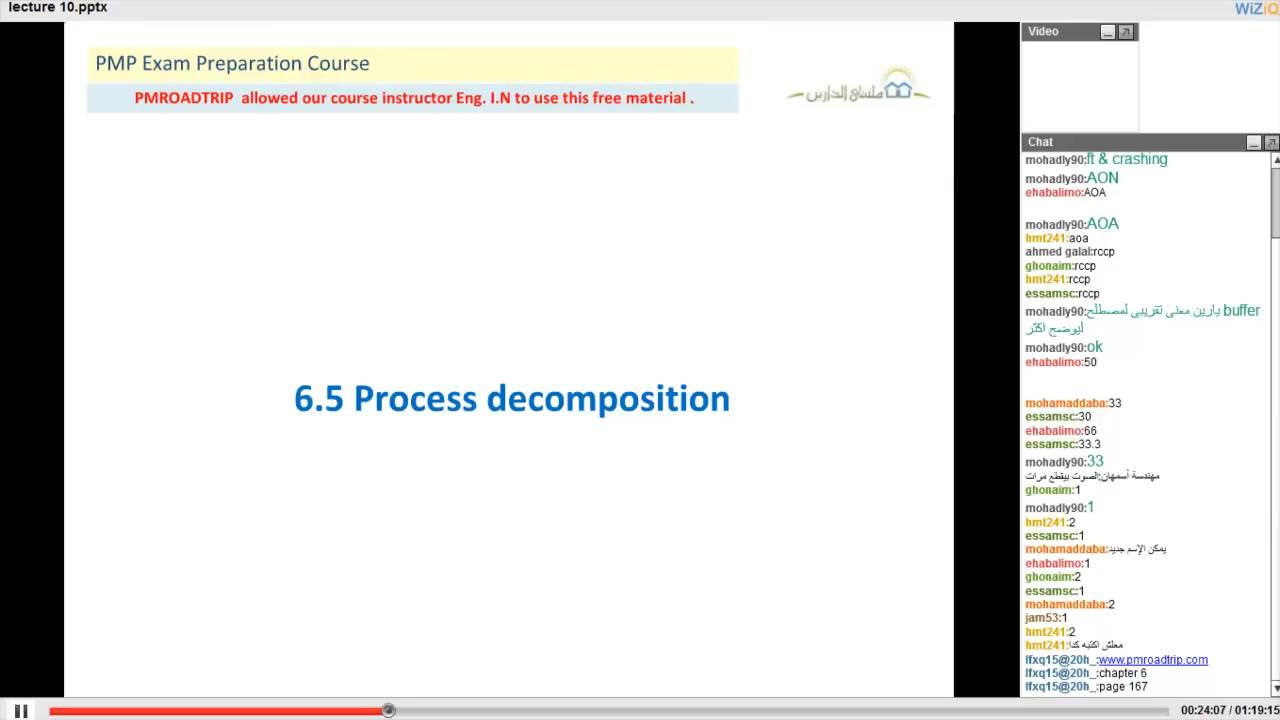 lecture 10.pptx
WiZiQ
PMP Exam Preparation Course
PMROADTRIP allowed our course instructor Eng. I.N to use this free material .
ملتقى الدارس
6.5 Process decomposition
Video
Chat
mohadly90:ft & crashing
mohadly90:AON
ehabalimo:AOA
mohadly90:AOA
hmt241:aoa
ahmed galal:rccp
ghonaim:rccp
hmt241:rccp
essamsc:rccp
mohadly90:يارين معنى تقريبى لمصطلح buffer
ليوضح اكثر
mohadly90:ok
ehabalimo:50
mohamaddaba:33
essamsc:30
ehabalimo:66
essamsc:33.3
mohadly90:33
مهندسة أسمهان:الصوت بيقطع مرات
ghonaim:1
mohadly90:1
hmt241:2
essamsc:1
mohamaddaba:يمكن الإسم جديد
ehabalimo:1
ghonaim:2
essamsc:1
mohamaddaba:2
jam53:1
hmt241:2
hmt241:معلش اكتبه كدا
lfxq15@20h_:www.pmroadtrip.com
lfxq15@20h_:chapter 6
lfxq15@20h_:page 167
00:24:07 / 01:19:15